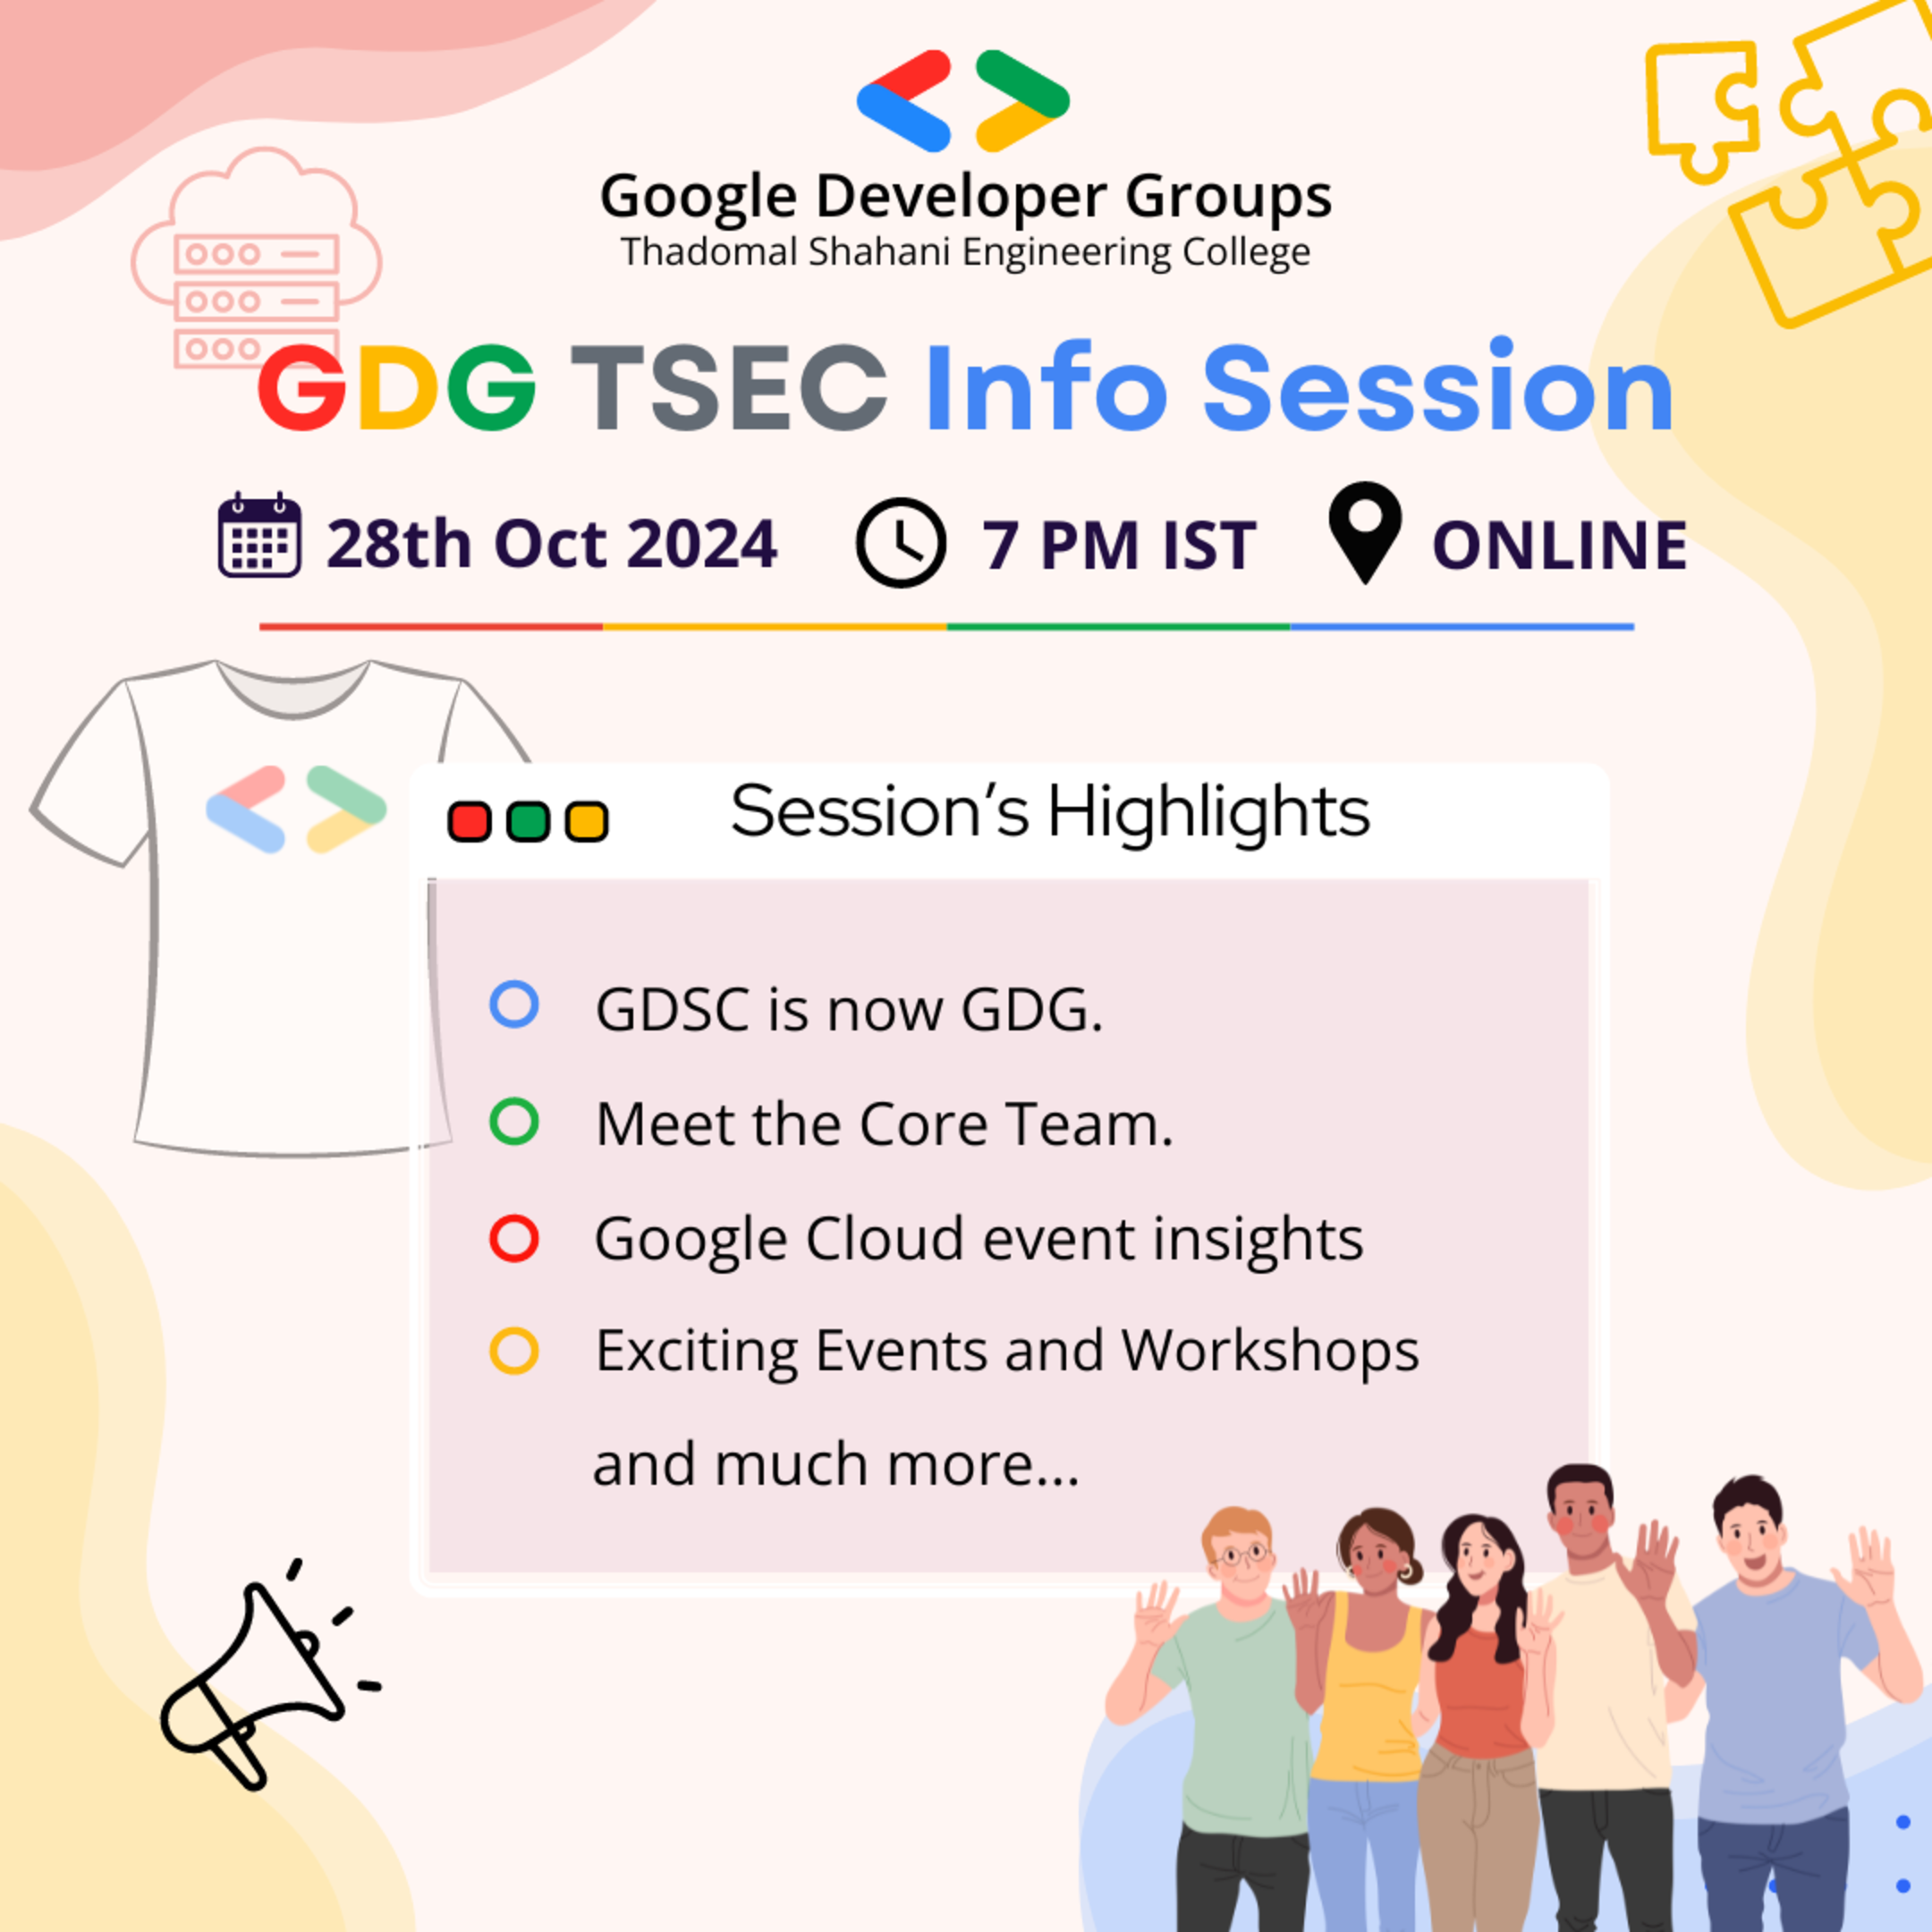 Google Developer Groups
Thadomal Shahani Engineering College
GDG TSEC Info Session
28th Oct 2024 7 PM IST ONLINE
Session's Highlights
GDSC is now GDG.
Meet the Core Team.
Google Cloud event insights
Exciting Events and Workshops
and much more...